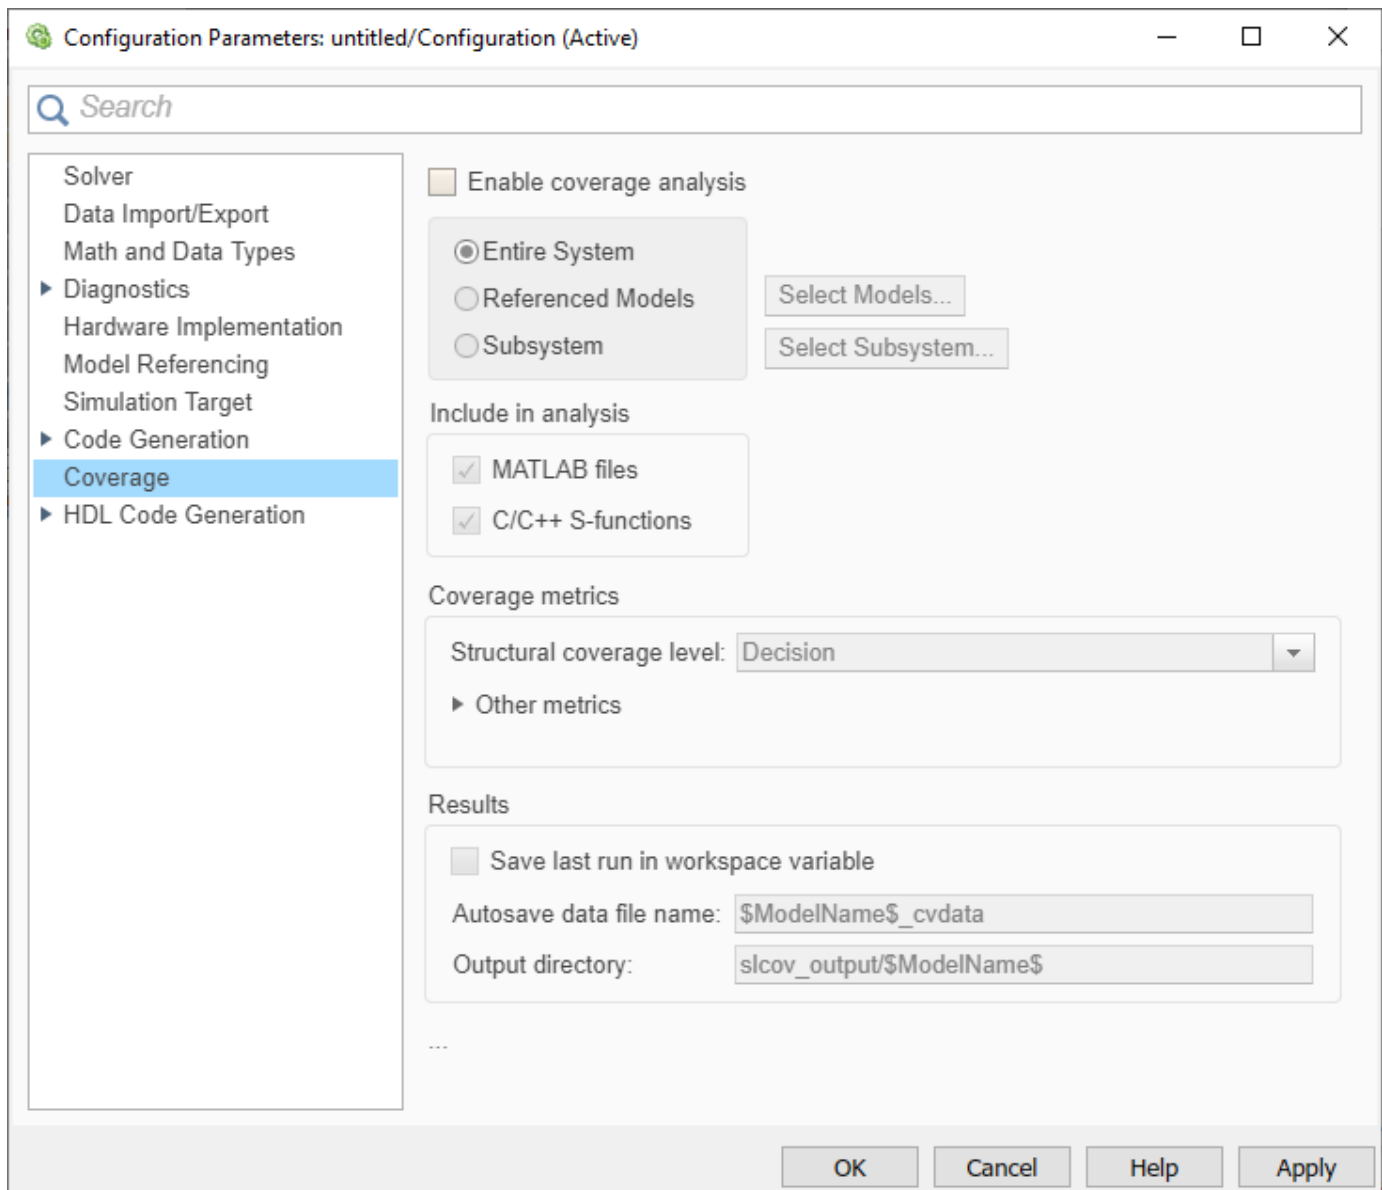 Configuration Parameters: untitled/Configuration (Active)
Search
Solver
Data Import/Export
Math and Data Types
Diagnostics
Hardware Implementation
Model Referencing
Simulation Target
Code Generation
Coverage
HDL Code Generation
Enable coverage analysis
Entire System
Referenced Models
Select Models...
Subsystem
Select Subsystem...
Include in analysis
MATLAB files
C/C++ S-functions
Coverage metrics
Structural coverage level: Decision
Other metrics
Results
Save last run in workspace variable
Autosave data file name: $ModelName$_cvdata
Output directory: slcov_output/$ModelName$
...
OK Cancel Help Apply